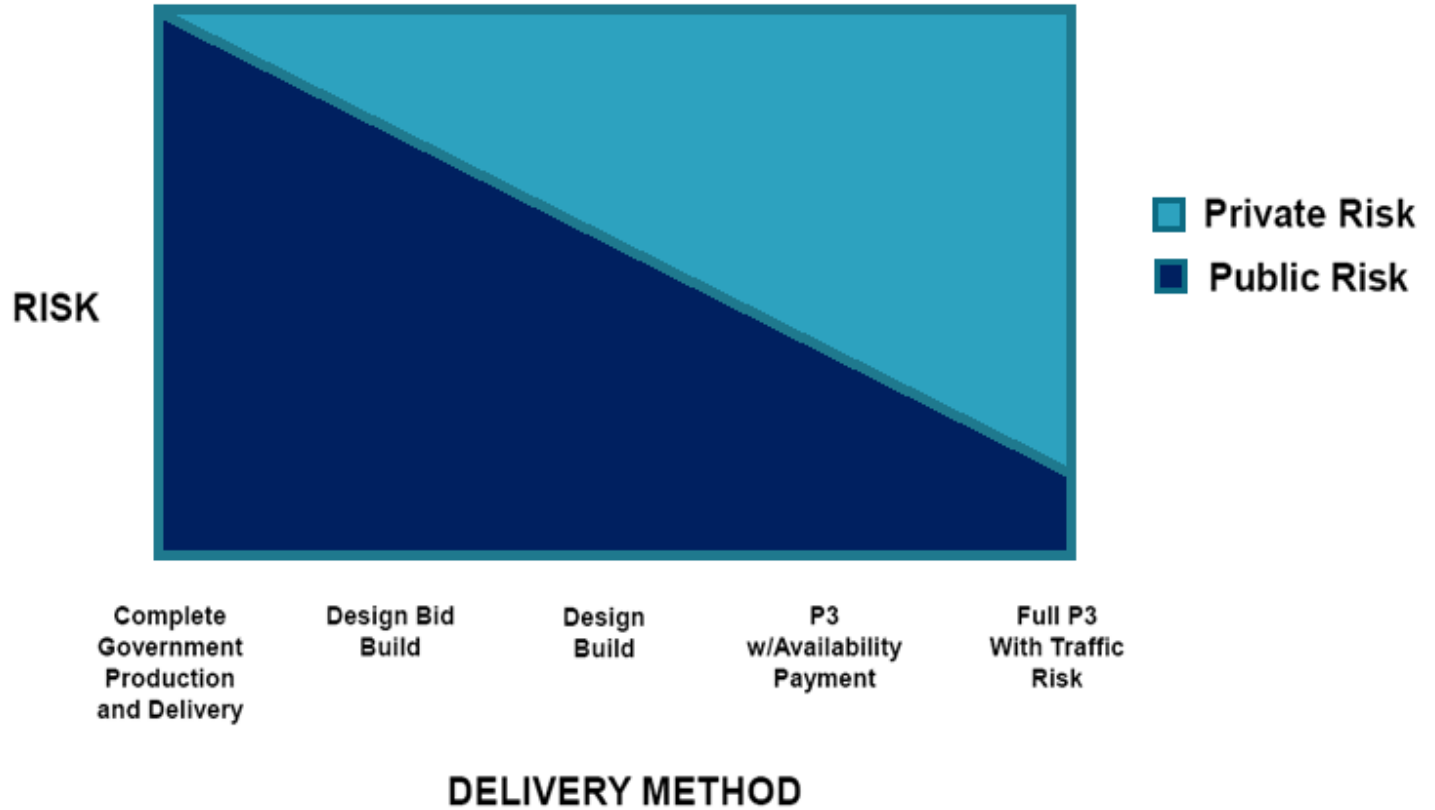 RISK
Private Risk
Public Risk
Complete
Government
Production
and Delivery
Design Bid
Build
Design
Build
P3
w/Availability
Payment
Full P3
With Traffic
Risk
DELIVERY METHOD